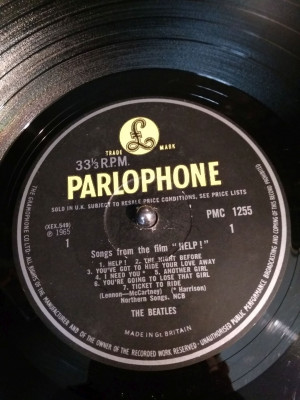 £
TRADE MARK
33⅓ R.P.M.
PARLOPHONE
SOLD IN U.K. SUBJECT TO RESALE PRICE CONDITIONS, SEE PRICE LISTS
(XEX.549)
℗ 1965
PMC 1255
1
1
Songs from the film "HELP!"
1. HELP! 2. THE NIGHT BEFORE
3. YOU'VE GOT TO HIDE YOUR LOVE AWAY
4. I NEED YOU * 5. ANOTHER GIRL
6. YOU'RE GOING TO LOSE THAT GIRL
7. TICKET TO RIDE
(Lennon—McCartney) (* Harrison)
Northern Songs, NCB
THE BEATLES
MADE IN GT. BRITAIN
THE PARLOPHONE CO. LTD. ALL RIGHTS OF THE MANUFACTURER AND OF THE OWNER OF THE RECORDED WORK RESERVED. UNAUTHORISED PUBLIC PERFORMANCE BROADCASTING AND COPYING OF THIS RECORD PROHIBITED